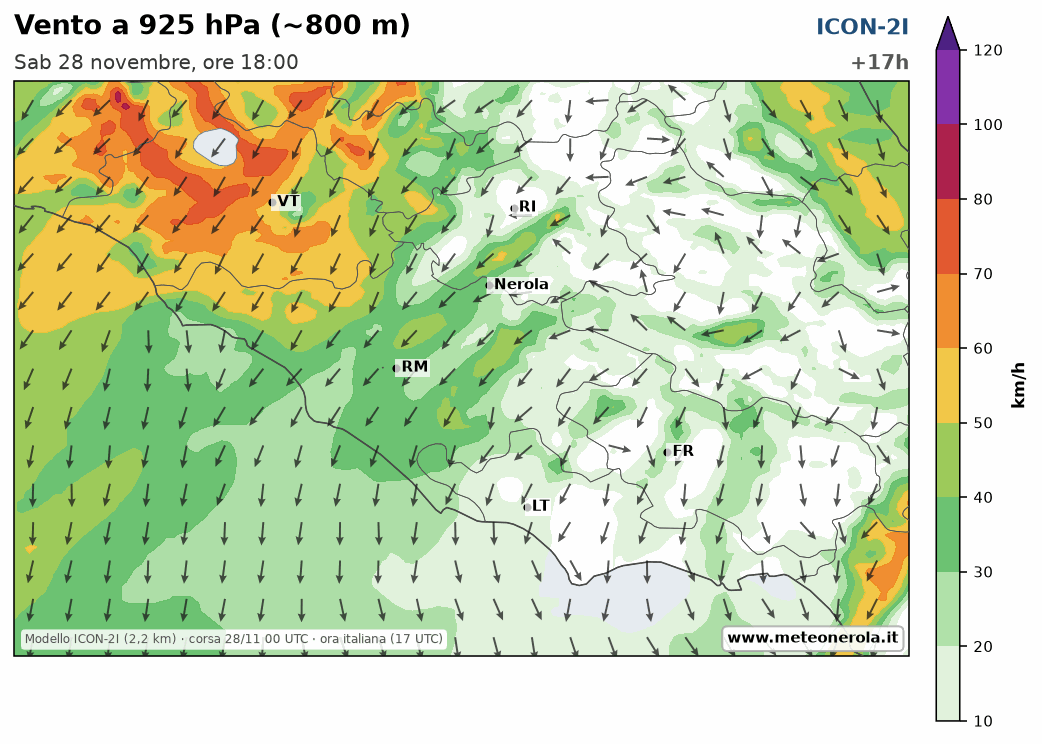 Vento a 925 hPa (~800 m)
ICON-2I
Sab 28 novembre, ore 18:00
+17h
120
100
80
70
60
50
40
30
20
10
km/h
VT
RI
Nerola
RM
FR
LT
Modello ICON-2I (2,2 km) · corsa 28/11 00 UTC · ora italiana (17 UTC)
www.meteonerola.it